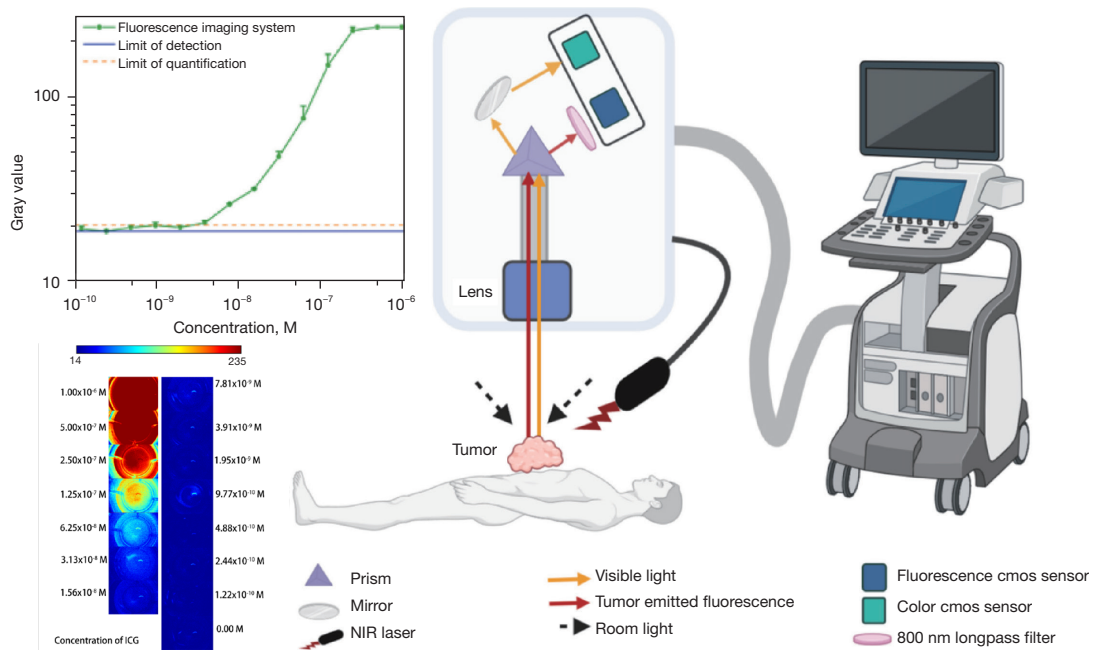 Fluorescence imaging system
Limit of detection
Limit of quantification
100
10
Gray value
10⁻¹⁰ 10⁻⁹ 10⁻⁸ 10⁻⁷ 10⁻⁶
Concentration, M
14 235
1.00x10⁻⁶ M
5.00x10⁻⁷ M
2.50x10⁻⁷ M
1.25x10⁻⁷ M
6.25x10⁻⁸ M
3.13x10⁻⁸ M
1.56x10⁻⁸ M
7.81x10⁻⁹ M
3.91x10⁻⁹ M
1.95x10⁻⁹ M
9.77x10⁻¹⁰ M
4.88x10⁻¹⁰ M
2.44x10⁻¹⁰ M
1.22x10⁻¹⁰ M
0.00 M
Concentration of ICG
Lens
Tumor
Prism
Mirror
NIR laser
Visible light
Tumor emitted fluorescence
Room light
Fluorescence cmos sensor
Color cmos sensor
800 nm longpass filter